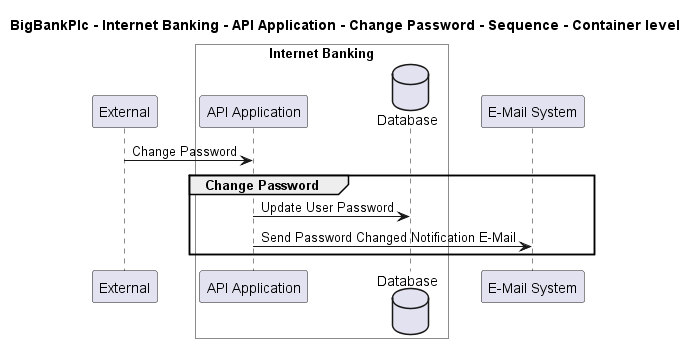 BigBankPlc - Internet Banking - API Application - Change Password - Sequence - Container level
Internet Banking
External
API Application
Database
E-Mail System
Change Password
Change Password
Update User Password
Send Password Changed Notification E-Mail
External
API Application
Database
E-Mail System